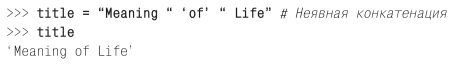 >>> title = “Meaning “ ‘of’ “ Life” # Неявная конкатенация
>>> title
‘Meaning of Life’